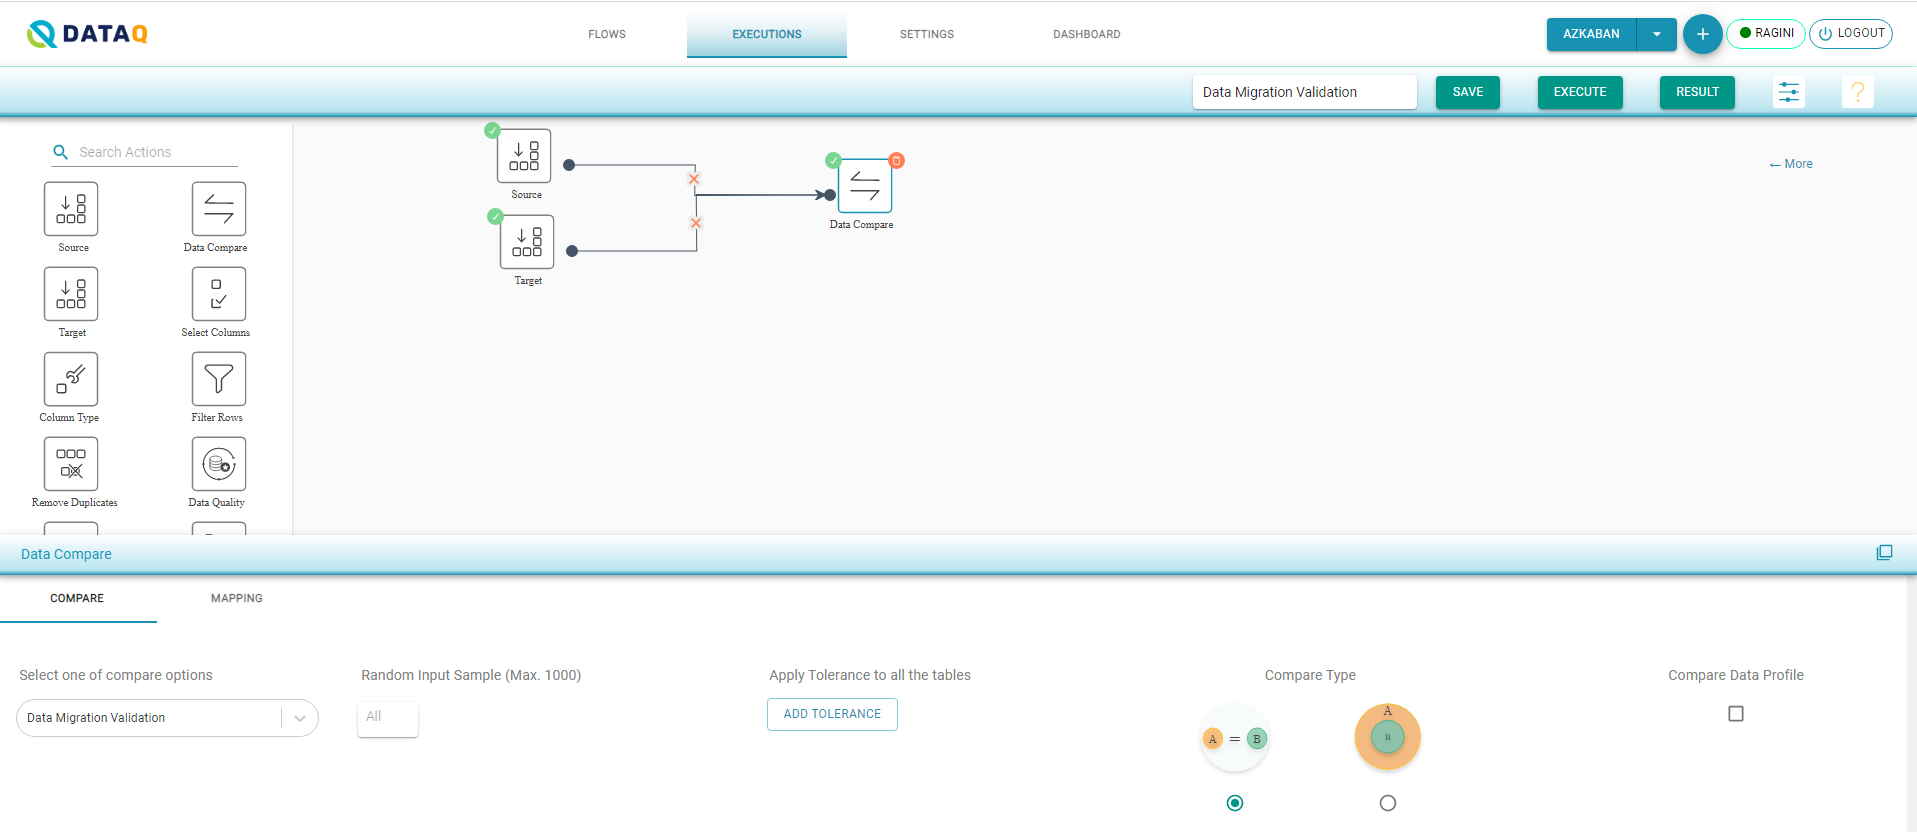 DATAQ
FLOWS
EXECUTIONS
SETTINGS
DASHBOARD
AZKABAN
RAGINI
LOGOUT
Data Migration Validation
SAVE
EXECUTE
RESULT
?
Search Actions
Source
Data Compare
Target
Select Columns
Column Type
Filter Rows
Remove Duplicates
Data Quality
Source
Target
Data Compare
← More
Data Compare
COMPARE
MAPPING
Select one of compare options
Data Migration Validation
Random Input Sample (Max. 1000)
All
Apply Tolerance to all the tables
ADD TOLERANCE
Compare Type
A = B
A
B
Compare Data Profile